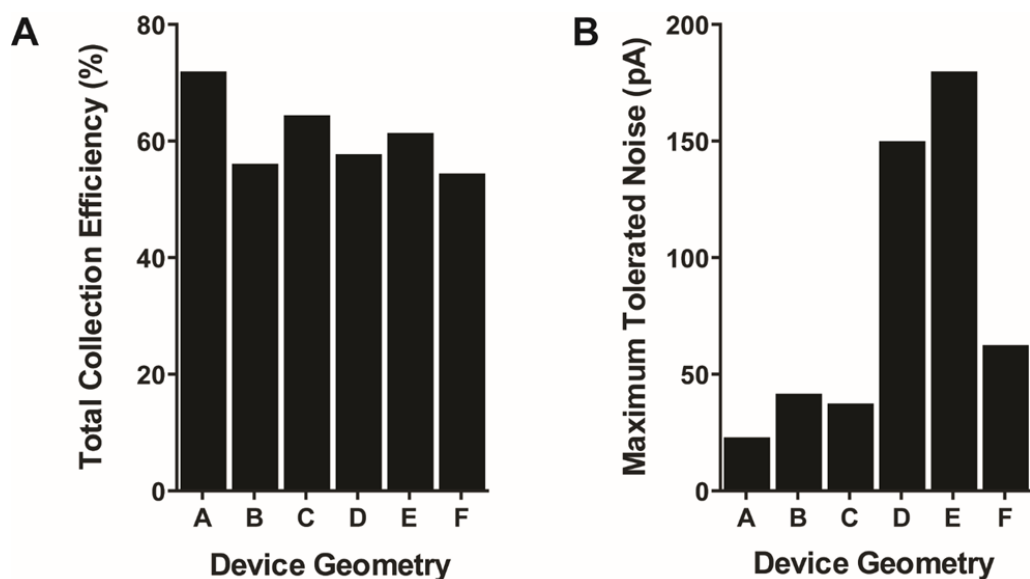 A
Total Collection Efficiency (%)
80
60
40
20
0
A B C D E F
Device Geometry
B
Maximum Tolerated Noise (pA)
200
150
100
50
0
A B C D E F
Device Geometry